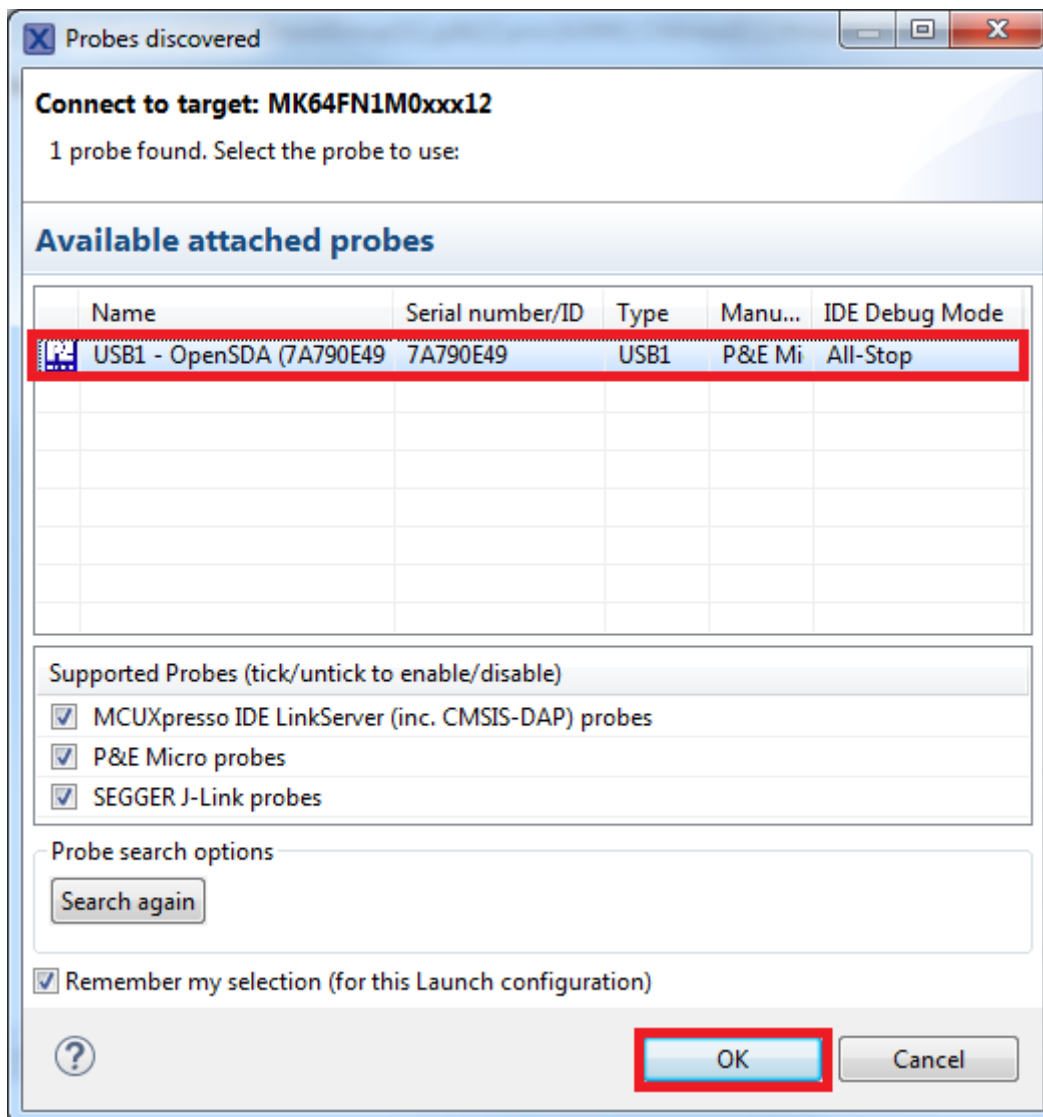 Probes discovered
Connect to target: MK64FN1M0xxx12
1 probe found. Select the probe to use:
Available attached probes
Name Serial number/ID Type Manu... IDE Debug Mode
USB1 - OpenSDA (7A790E49 7A790E49 USB1 P&E Mi All-Stop
Supported Probes (tick/untick to enable/disable)
MCUXpresso IDE LinkServer (inc. CMSIS-DAP) probes
P&E Micro probes
SEGGER J-Link probes
Probe search options
Search again
Remember my selection (for this Launch configuration)
? OK Cancel